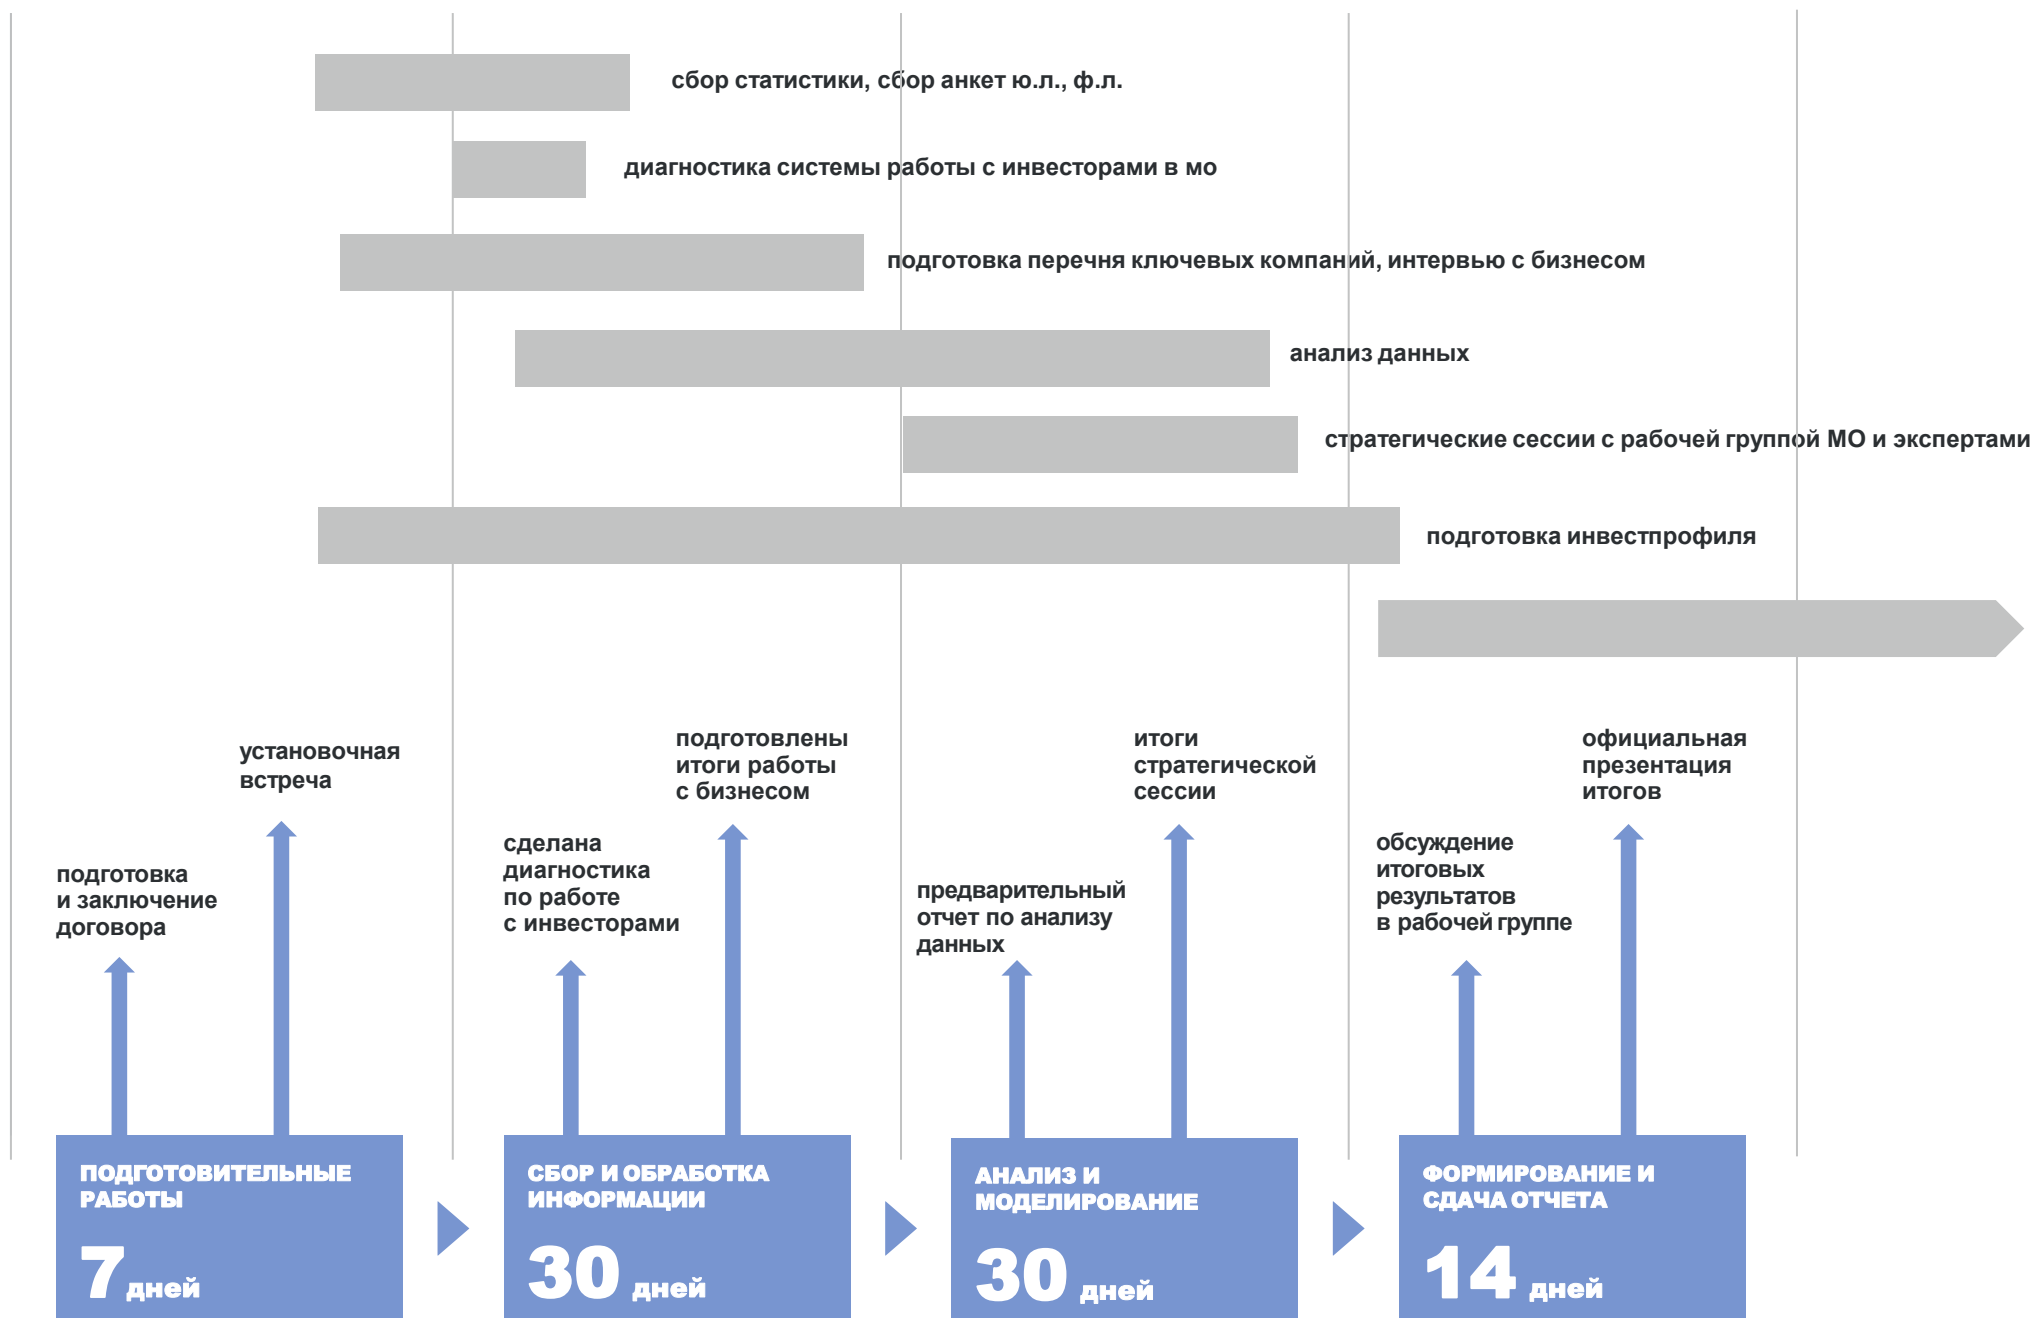 сбор статистики, сбор анкет ю.л., ф.л.
диагностика системы работы с инвесторами в мо
подготовка перечня ключевых компаний, интервью с бизнесом
анализ данных
стратегические сессии с рабочей группой МО и экспертами
подготовка инвестпрофиля
подготовка
и заключение
договора
установочная
встреча
сделана
диагностика
по работе
с инвесторами
подготовлены
итоги работы
с бизнесом
предварительный
отчет по анализу
данных
итоги
стратегической
сессии
обсуждение
итоговых
результатов
в рабочей группе
официальная
презентация
итогов
ПОДГОТОВИТЕЛЬНЫЕ
РАБОТЫ
7 дней
СБОР И ОБРАБОТКА
ИНФОРМАЦИИ
30 дней
АНАЛИЗ И
МОДЕЛИРОВАНИЕ
30 дней
ФОРМИРОВАНИЕ И
СДАЧА ОТЧЕТА
14 дней